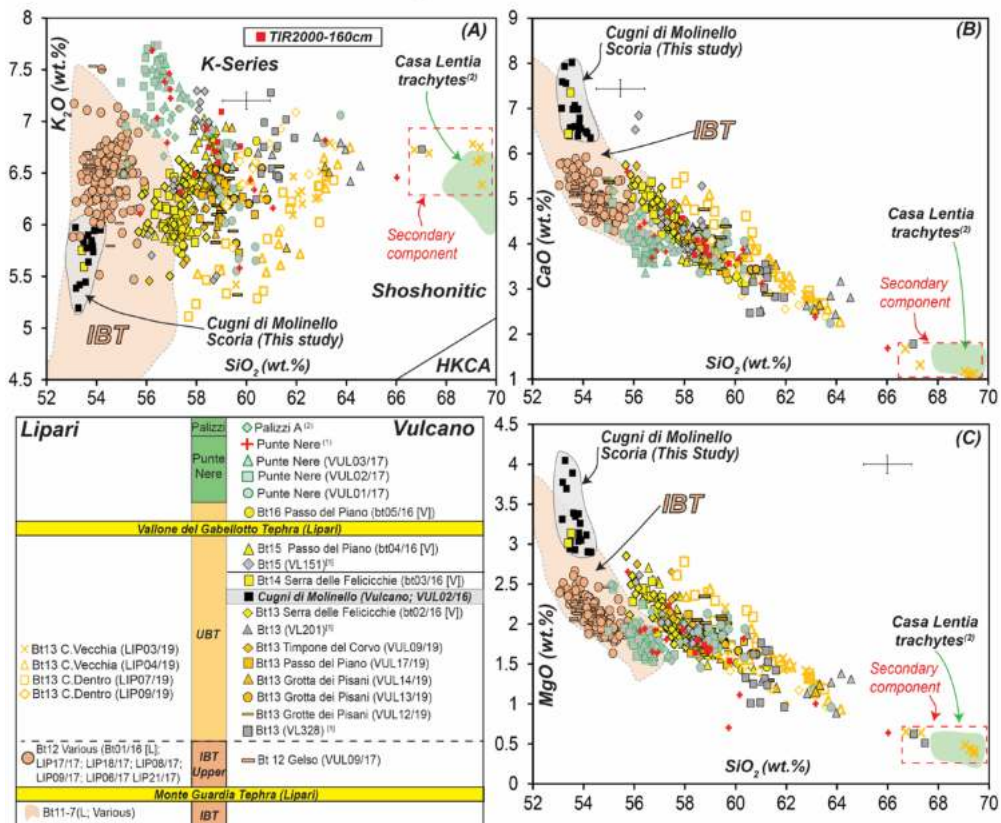 (A)
TIR2000-160cm
K-Series
Casa Lentia
trachytes(2)
Secondary
component
Shoshonitic
Cugni di Molinello
Scoria (This study)
IBT
HKCA
K2O (wt.%)
8
7.5
7
6.5
6
5.5
5
4.5
52 54 56 58 60 62 64 66 68 70
SiO2 (wt.%)
(B)
Cugni di Molinello
Scoria (This study)
IBT
Casa Lentia
trachytes(2)
Secondary
component
CaO (wt.%)
9
8
7
6
5
4
3
2
1
52 54 56 58 60 62 64 66 68 70
SiO2 (wt.%)
Lipari
Vulcano
Palizzi
Palizzi A (2)
Punte
Nere
Punte Nere (1)
Punte Nere (VUL03/17)
Punte Nere (VUL02/17)
Punte Nere (VUL01/17)
Bt16 Passo del Piano (bt05/16 [V])
Vallone del Gabellotto Tephra (Lipari)
UBT
Bt15 Passo del Piano (bt04/16 [V])
Bt15 (VL151)
Bt14 Serra delle Felicicchie (bt03/16 [V])
Cugni di Molinello (Vulcano; VUL02/16)
Bt13 Serra delle Felicicchie (bt02/16 [V])
Bt13 (VL201)
Bt13 Timpone del Corvo (VUL09/19)
Bt13 Passo del Piano (VUL17/19)
Bt13 Grotta dei Pisani (VUL14/19)
Bt13 Grotta dei Pisani (VUL13/19)
Bt13 Grotte dei Pisani (VUL12/19)
Bt13 (VL328)
Bt13 C.Vecchia (LIP03/19)
Bt13 C.Vecchia (LIP04/19)
Bt13 C.Dentro (LIP07/19)
Bt13 C.Dentro (LIP09/19)
Bt12 Various (Bt01/16 [L];
LIP17/17; LIP18/17; LIP08/17;
LIP09/17; LIP06/17 LIP21/17)
IBT
Upper
Bt 12 Gelso (VUL09/17)
Monte Guardia Tephra (Lipari)
Bt11-7(L; Various)
IBT
(C)
Cugni di Molinello
Scoria (This Study)
IBT
Casa Lentia
trachytes(2)
Secondary
component
MgO (wt.%)
4.5
4
3.5
3
2.5
2
1.5
1
0.5
0
52 54 56 58 60 62 64 66 68 70
SiO2 (wt.%)